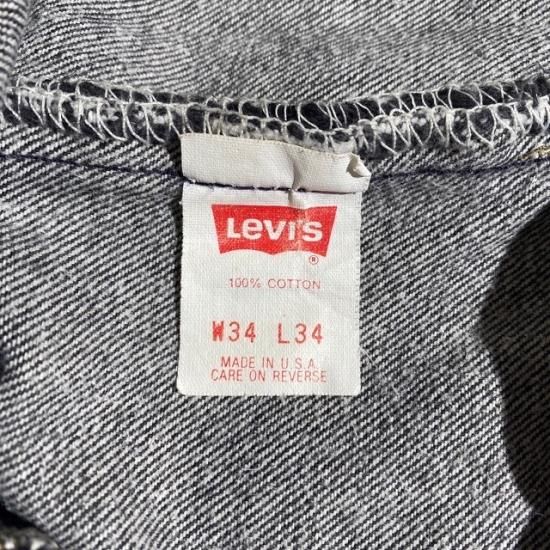 Levi's
®
100% COTTON
W34 L34
MADE IN U.S.A.
CARE ON REVERSE